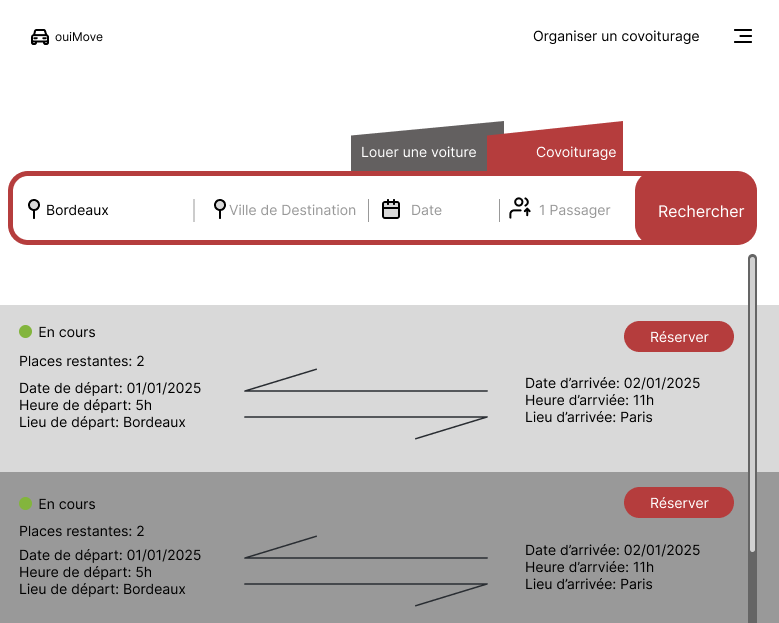 ouiMove
Organiser un covoiturage
Louer une voiture
Covoiturage
Bordeaux
Ville de Destination
Date
1 Passager
Rechercher
En cours
Réserver
Places restantes: 2
Date de départ: 01/01/2025
Heure de départ: 5h
Lieu de départ: Bordeaux
Date d’arrivée: 02/01/2025
Heure d’arrviée: 11h
Lieu d’arrivée: Paris
En cours
Réserver
Places restantes: 2
Date de départ: 01/01/2025
Heure de départ: 5h
Lieu de départ: Bordeaux
Date d’arrivée: 02/01/2025
Heure d’arrviée: 11h
Lieu d’arrivée: Paris